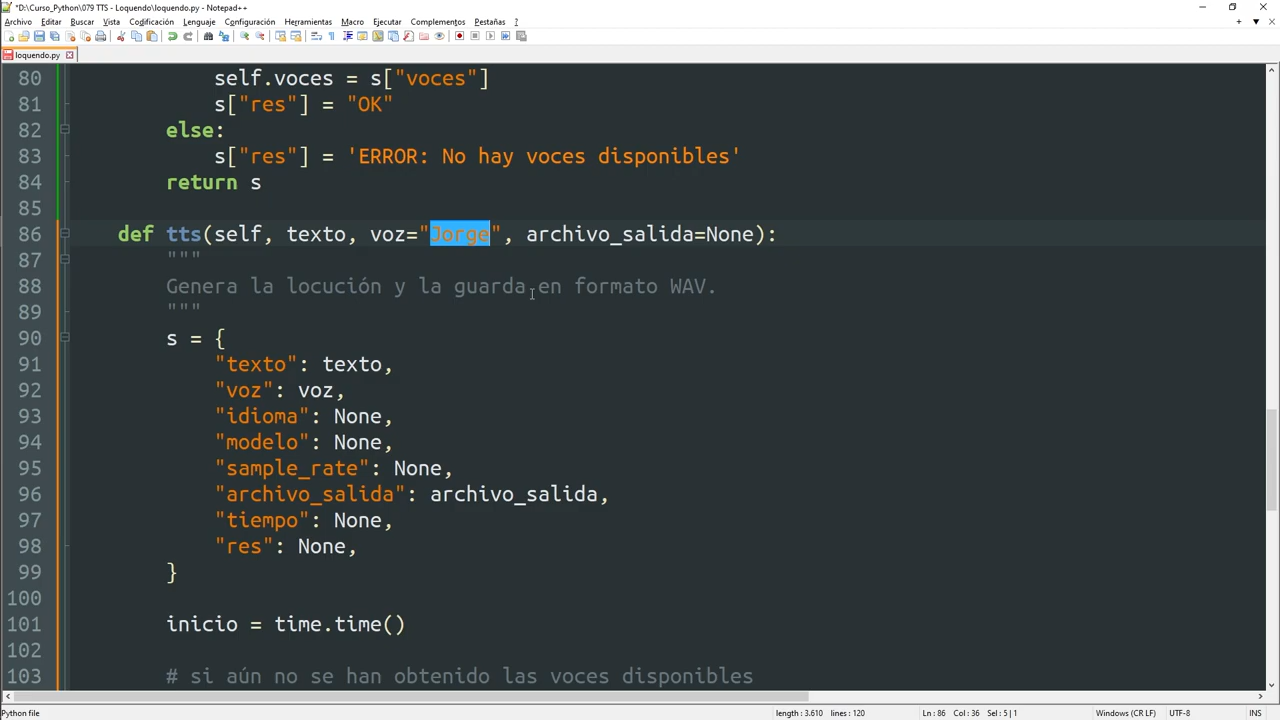 *D:\Curso_Python\079 TTS - Loquendo\loquendo.py - Notepad++
Archivo Editar Buscar Vista Codificación Lenguaje Configuración Herramientas Macro Ejecutar Complementos Pestañas ?
loquendo.py
80 self.voces = s["voces"]
81 s["res"] = "OK"
82 else:
83 s["res"] = 'ERROR: No hay voces disponibles'
84 return s
85
86 def tts(self, texto, voz="Jorge", archivo_salida=None):
87 """
88 Genera la locución y la guarda en formato WAV.
89 """
90 s = {
91 "texto": texto,
92 "voz": voz,
93 "idioma": None,
94 "modelo": None,
95 "sample_rate": None,
96 "archivo_salida": archivo_salida,
97 "tiempo": None,
98 "res": None,
99 }
100
101 inicio = time.time()
102
103 # si aún no se han obtenido las voces disponibles
Python file length : 3.610 lines : 120 Ln : 86 Col : 36 Sel : 5 | 1 Windows (CR LF) UTF-8 INS